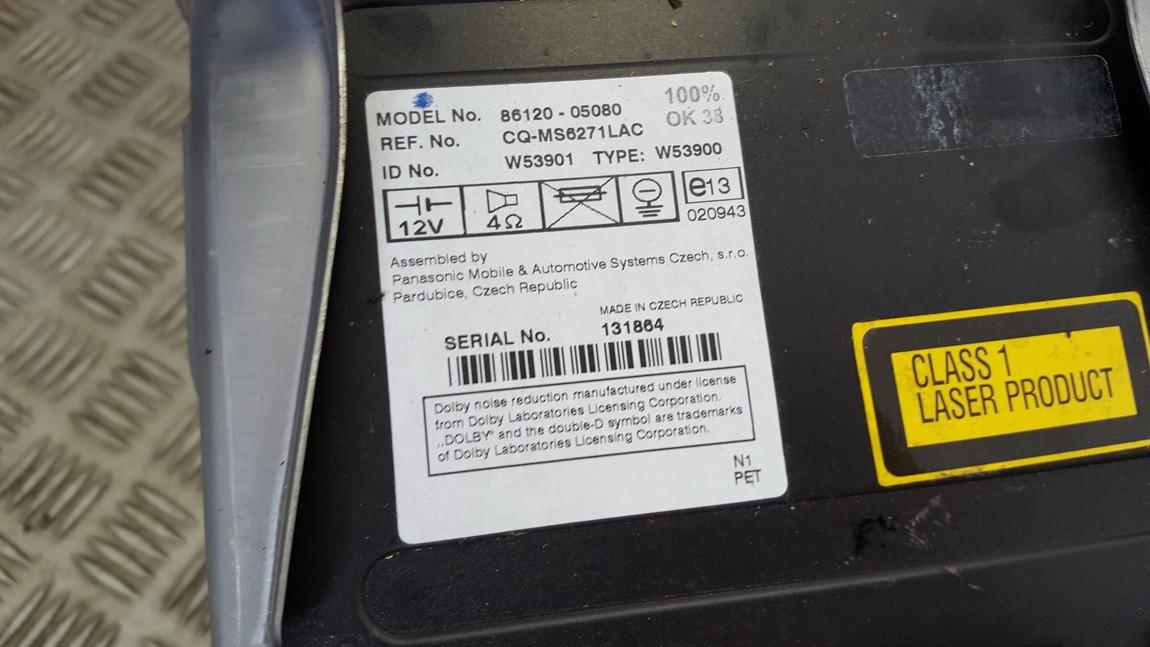 MODEL No. 86120 - 05080 100%
REF. No. CQ-MS6271LAC OK 38
ID No. W53901 TYPE: W53900
12V 4Ω e13
020943
Assembled by
Panasonic Mobile & Automotive Systems Czech, s.r.o.
Pardubice, Czech Republic
MADE IN CZECH REPUBLIC
SERIAL No. 131864
Dolby noise reduction manufactured under license
from Dolby Laboratories Licensing Corporation.
„DOLBY" and the double-D symbol are trademarks
of Dolby Laboratories Licensing Corporation.
N1
PET
CLASS 1
LASER PRODUCT